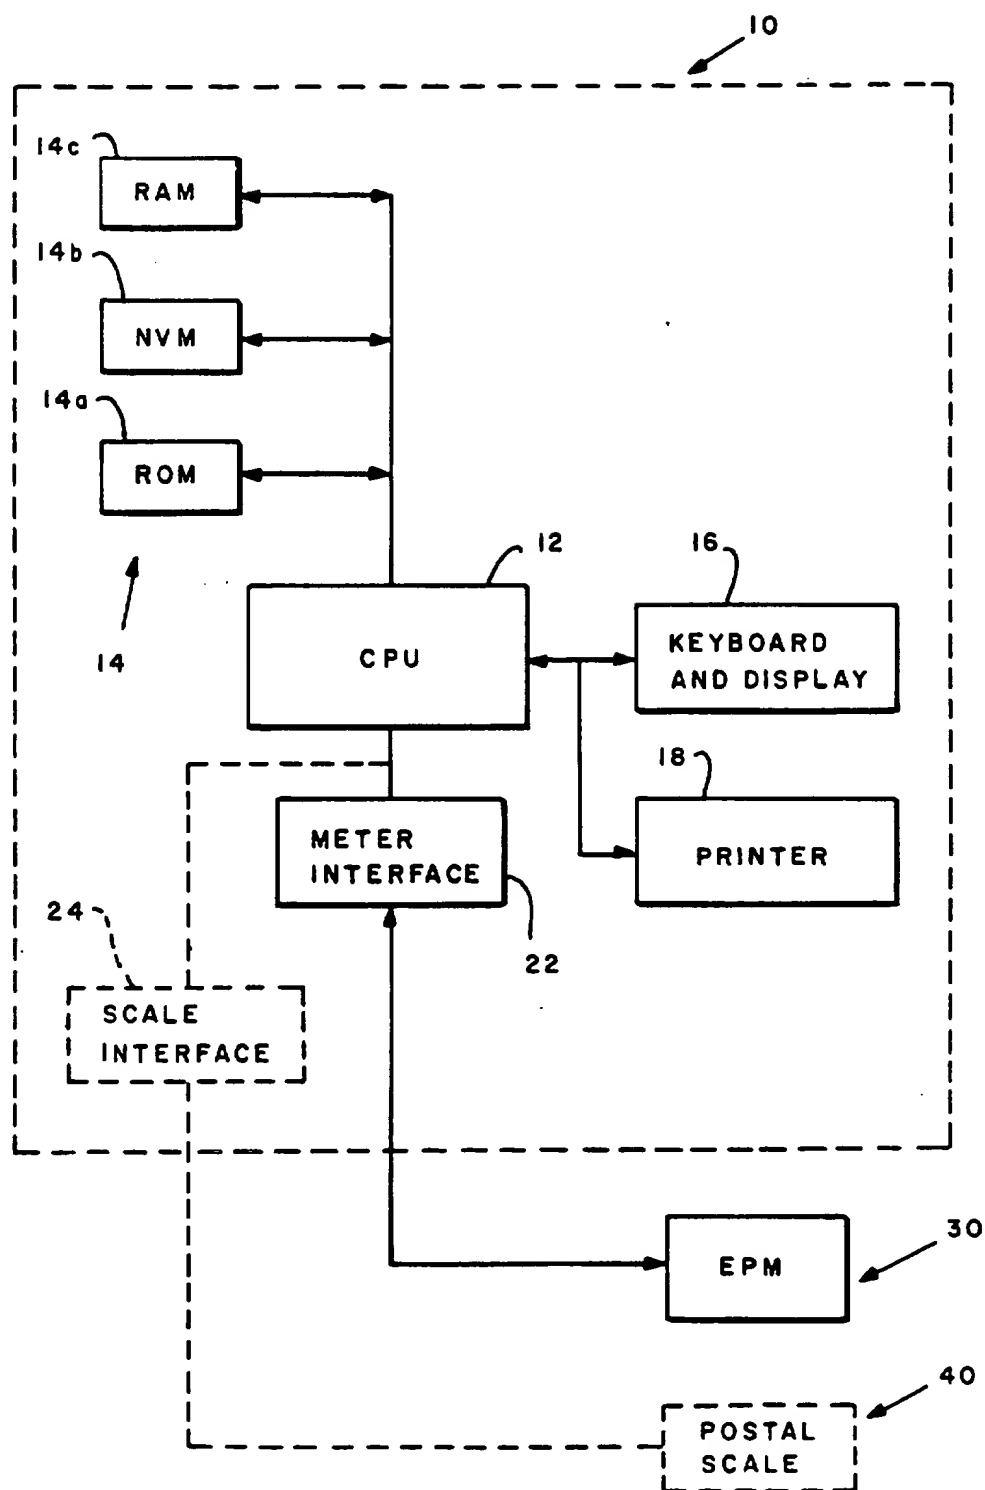 10
14c
RAM
14b
NVM
14a
ROM
14
12
CPU
16
KEYBOARD
AND DISPLAY
18
PRINTER
METER
INTERFACE
22
24
SCALE
INTERFACE
30
EPM
40
POSTAL
SCALE